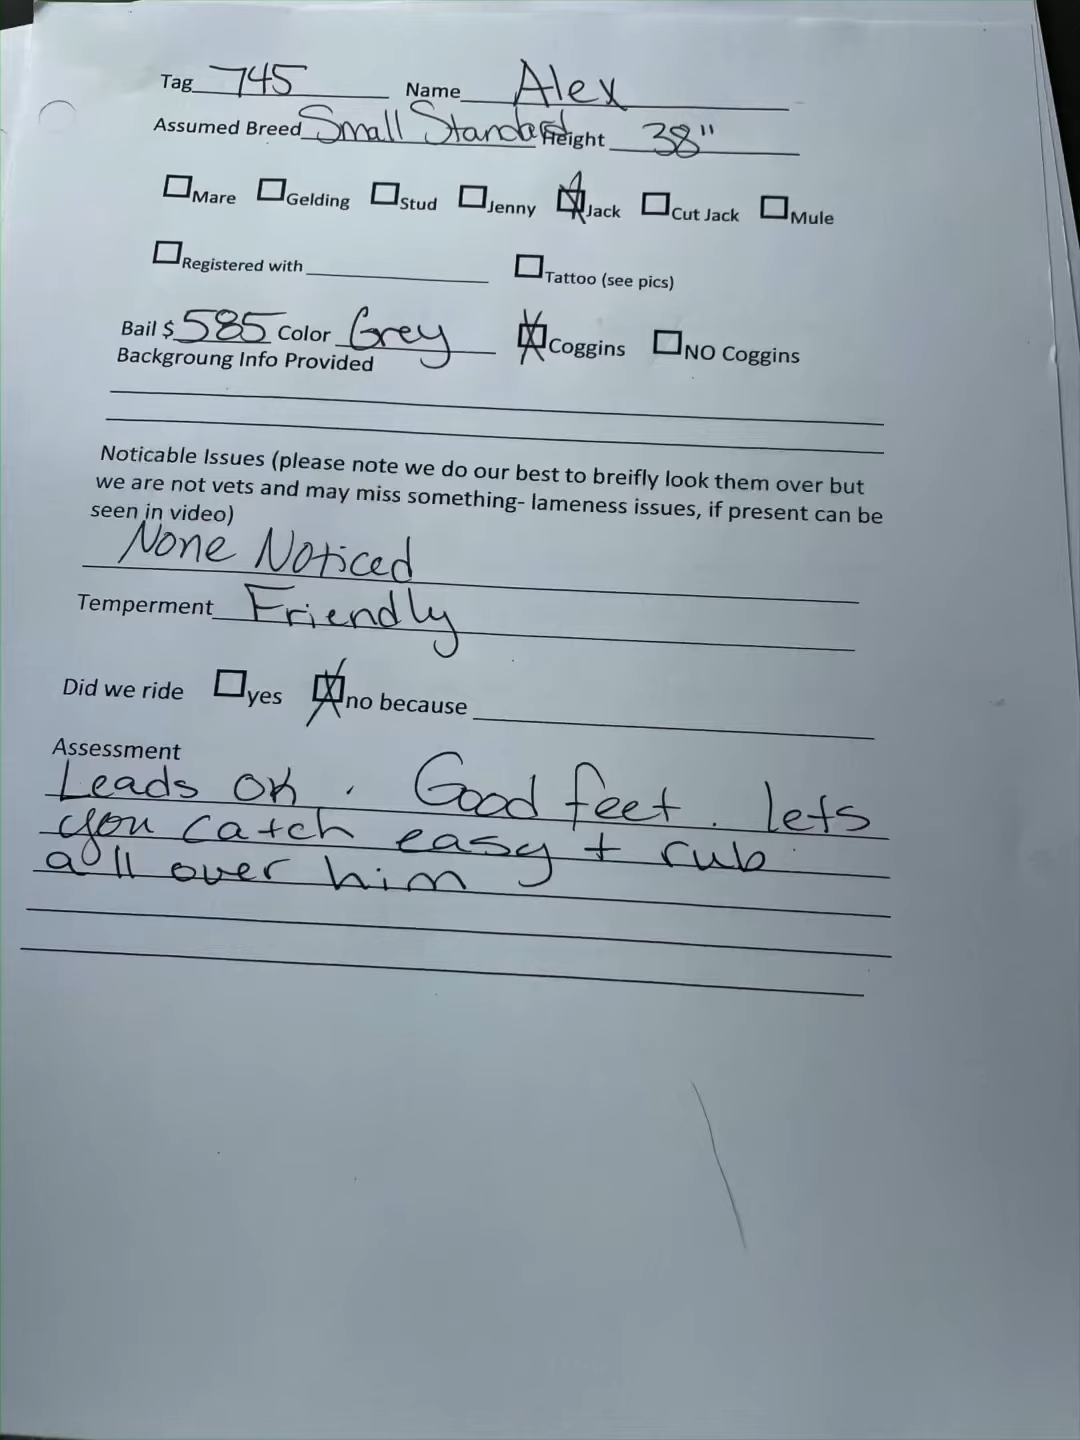 Tag 745 Name Alex
Assumed Breed Small Standard Height 38"
Mare Gelding Stud Jenny Jack Cut Jack Mule
Registered with Tattoo (see pics)
Bail $ 585 Color Grey Coggins NO Coggins
Backgroung Info Provided
Noticable Issues (please note we do our best to breifly look them over but
we are not vets and may miss something- lameness issues, if present can be
seen in video)
None Noticed
Temperment Friendly
Did we ride yes no because
Assessment
Leads ok. Good feet. lets
you catch easy + rub
all over him